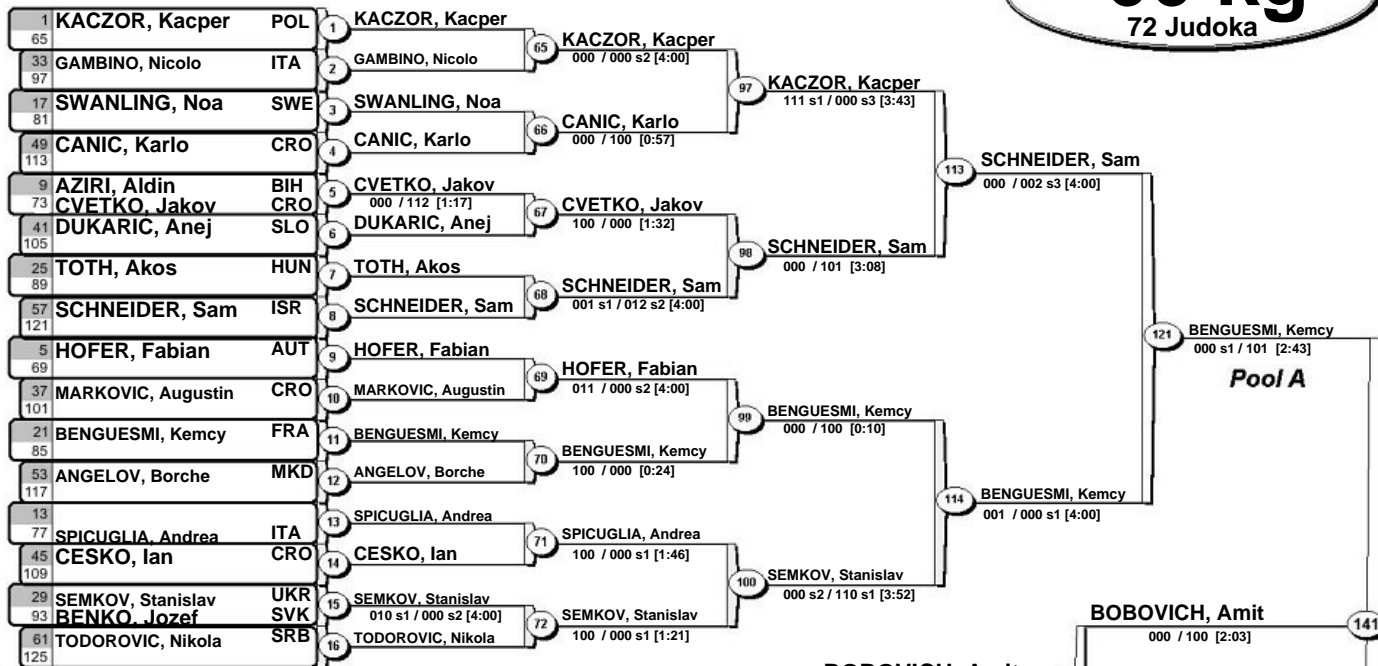 72 Judoka
1 KACZOR, Kacper POL
65
33 GAMBINO, Nicolo ITA
97
17 SWANLING, Noa SWE
81
49 CANIC, Karlo CRO
113
9 AZIRI, Aldin BIH
73 CVETKO, Jakov CRO
41 DUKARIC, Anej SLO
105
25 TOTH, Akos HUN
89
57 SCHNEIDER, Sam ISR
121
5 HOFER, Fabian AUT
69
37 MARKOVIC, Augustin CRO
101
21 BENGUESMI, Kemcy FRA
85
53 ANGELOV, Borche MKD
117
13
77 SPICUGLIA, Andrea ITA
45 CESKO, Ian CRO
109
29 SEMKOV, Stanislav UKR
93 BENKO, Jozef SVK
61 TODOROVIC, Nikola SRB
125
1 KACZOR, Kacper
2 GAMBINO, Nicolo
3 SWANLING, Noa
4 CANIC, Karlo
5 CVETKO, Jakov
000 / 112 [1:17]
6 DUKARIC, Anej
7 TOTH, Akos
8 SCHNEIDER, Sam
9 HOFER, Fabian
10 MARKOVIC, Augustin
11 BENGUESMI, Kemcy
12 ANGELOV, Borche
13 SPICUGLIA, Andrea
14 CESKO, Ian
15 SEMKOV, Stanislav
010 s1 / 000 s2 [4:00]
16 TODOROVIC, Nikola
65 KACZOR, Kacper
000 / 000 s2 [4:00]
66 CANIC, Karlo
000 / 100 [0:57]
67 CVETKO, Jakov
100 / 000 [1:32]
68 SCHNEIDER, Sam
001 s1 / 012 s2 [4:00]
69 HOFER, Fabian
011 / 000 s2 [4:00]
70 BENGUESMI, Kemcy
100 / 000 [0:24]
71 SPICUGLIA, Andrea
100 / 000 s1 [1:46]
72 SEMKOV, Stanislav
100 / 000 s1 [1:21]
97 KACZOR, Kacper
111 s1 / 000 s3 [3:43]
98 SCHNEIDER, Sam
000 / 101 [3:08]
99 BENGUESMI, Kemcy
000 / 100 [0:10]
100 SEMKOV, Stanislav
000 s2 / 110 s1 [3:52]
113 SCHNEIDER, Sam
000 / 002 s3 [4:00]
114 BENGUESMI, Kemcy
001 / 000 s1 [4:00]
121 BENGUESMI, Kemcy
000 s1 / 101 [2:43]
Pool A
BOBOVICH, Amit
000 / 100 [2:03]
141